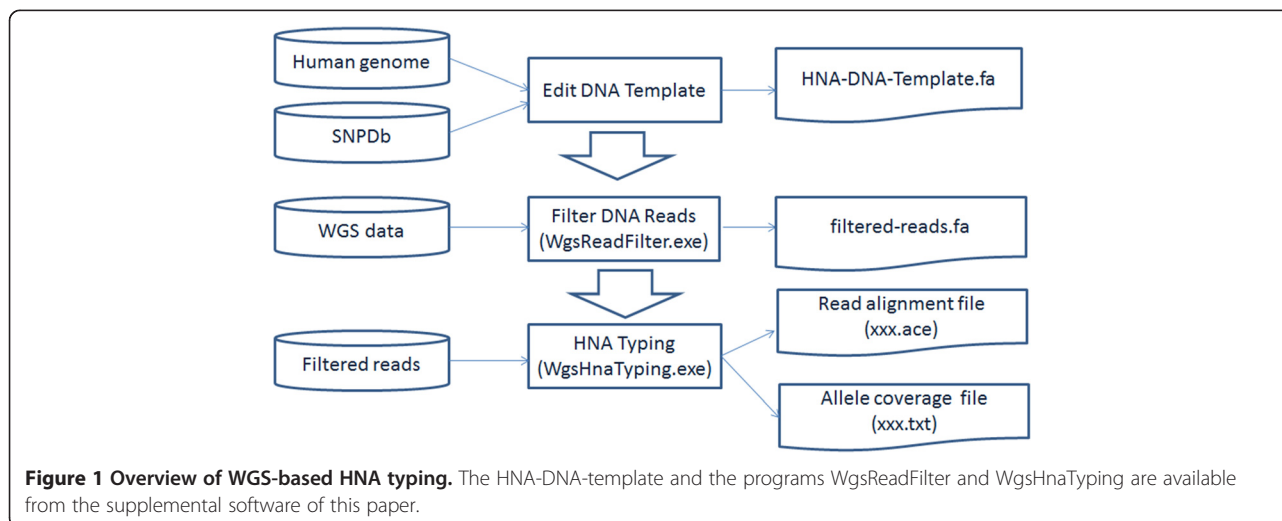 Human genome
SNPDb
Edit DNA Template
HNA-DNA-Template.fa
WGS data
Filter DNA Reads
(WgsReadFilter.exe)
filtered-reads.fa
Filtered reads
HNA Typing
(WgsHnaTyping.exe)
Read alignment file
(xxx.ace)
Allele coverage file
(xxx.txt)
Figure 1 Overview of WGS-based HNA typing. The HNA-DNA-template and the programs WgsReadFilter and WgsHnaTyping are available
from the supplemental software of this paper.